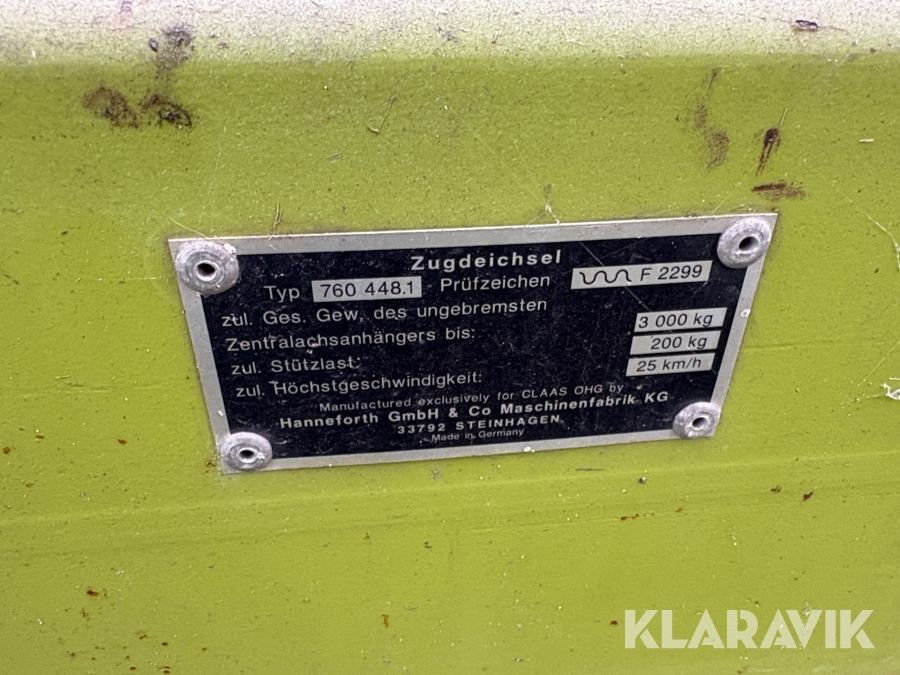 Zugdeichsel
Typ 760 448.1 Prüfzeichen F 2299
zul. Ges. Gew. des ungebremsten
Zentralachsanhängers bis: 3 000 kg
zul. Stützlast: 200 kg
zul. Höchstgeschwindigkeit: 25 km/h
Manufactured exclusively for CLAAS OHG by
Hanneforth GmbH & Co Maschinenfabrik KG
33792 STEINHAGEN
Made in Germany
KLARAVIK